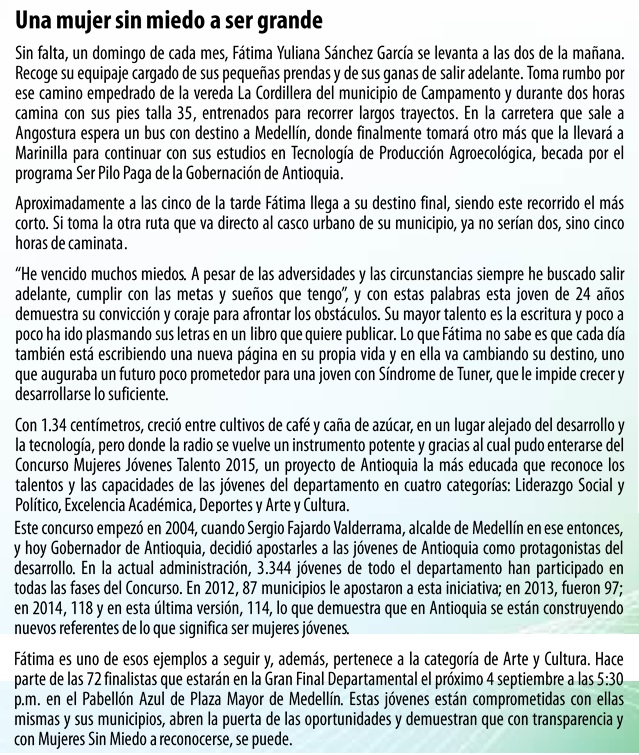 Una mujer sin miedo a ser grande
Sin falta, un domingo de cada mes, Fátima Yuliana Sánchez García se levanta a las dos de la mañana.
Recoge su equipaje cargado de sus pequeñas prendas y de sus ganas de salir adelante. Toma rumbo por
ese camino empedrado de la vereda La Cordillera del municipio de Campamento y durante dos horas
camina con sus pies talla 35, entrenados para recorrer largos trayectos. En la carretera que sale a
Angostura espera un bus con destino a Medellín, donde finalmente tomará otro más que la llevará a
Marinilla para continuar con sus estudios en Tecnología de Producción Agroecológica, becada por el
programa Ser Pilo Paga de la Gobernación de Antioquia.
Aproximadamente a las cinco de la tarde Fátima llega a su destino final, siendo este recorrido el más
corto. Si toma la otra ruta que va directo al casco urbano de su municipio, ya no serían dos, sino cinco
horas de caminata.
“He vencido muchos miedos. A pesar de las adversidades y las circunstancias siempre he buscado salir
adelante, cumplir con las metas y sueños que tengo”, y con estas palabras esta joven de 24 años
demuestra su convicción y coraje para afrontar los obstáculos. Su mayor talento es la escritura y poco a
poco ha ido plasmando sus letras en un libro que quiere publicar. Lo que Fátima no sabe es que cada día
también está escribiendo una nueva página en su propia vida y en ella va cambiando su destino, uno
que auguraba un futuro poco prometedor para una joven con Síndrome de Tuner, que le impide crecer y
desarrollarse lo suficiente.
Con 1.34 centímetros, creció entre cultivos de café y caña de azúcar, en un lugar alejado del desarrollo y
la tecnología, pero donde la radio se vuelve un instrumento potente y gracias al cual pudo enterarse del
Concurso Mujeres Jóvenes Talento 2015, un proyecto de Antioquia la más educada que reconoce los
talentos y las capacidades de las jóvenes del departamento en cuatro categorías: Liderazgo Social y
Político, Excelencia Académica, Deportes y Arte y Cultura.
Este concurso empezó en 2004, cuando Sergio Fajardo Valderrama, alcalde de Medellín en ese entonces,
y hoy Gobernador de Antioquia, decidió apostarles a las jóvenes de Antioquia como protagonistas del
desarrollo. En la actual administración, 3.344 jóvenes de todo el departamento han participado en
todas las fases del Concurso. En 2012, 87 municipios le apostaron a esta iniciativa; en 2013, fueron 97;
en 2014, 118 y en esta última versión, 114, lo que demuestra que en Antioquia se están construyendo
nuevos referentes de lo que significa ser mujeres jóvenes.
Fátima es uno de esos ejemplos a seguir y, además, pertenece a la categoría de Arte y Cultura. Hace
parte de las 72 finalistas que estarán en la Gran Final Departamental el próximo 4 septiembre a las 5:30
p.m. en el Pabellón Azul de Plaza Mayor de Medellín. Estas jóvenes están comprometidas con ellas
mismas y sus municipios, abren la puerta de las oportunidades y demuestran que con transparencia y
con Mujeres Sin Miedo a reconocerse, se puede.